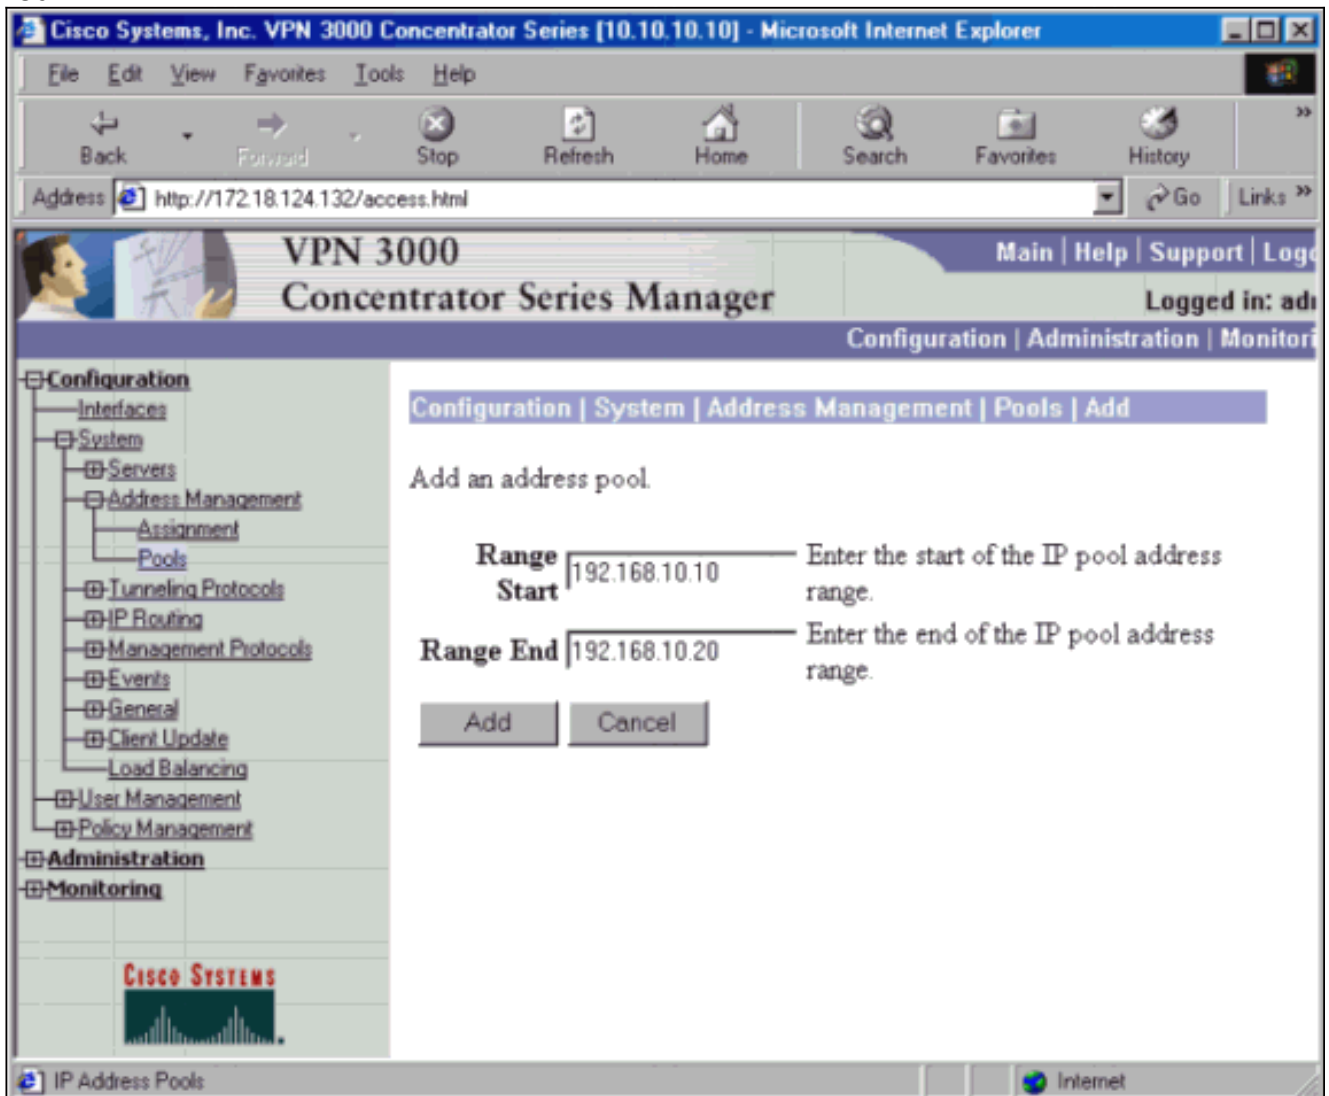 Cisco Systems, Inc. VPN 3000 Concentrator Series [10.10.10.10] - Microsoft Internet Explorer
File Edit View Favorites Tools Help
Back Forward Stop Refresh Home Search Favorites History »
Address http://172.18.124.132/access.html Go Links »
VPN 3000
Concentrator Series Manager
Main | Help | Support | Logo
Logged in: adm
Configuration | Administration | Monitori
Configuration
Interfaces
System
Servers
Address Management
Assignment
Pools
Tunneling Protocols
IP Routing
Management Protocols
Events
General
Client Update
Load Balancing
User Management
Policy Management
Administration
Monitoring
CISCO SYSTEMS
Configuration | System | Address Management | Pools | Add
Add an address pool.
Range Start 192.168.10.10 Enter the start of the IP pool address
range.
Range End 192.168.10.20 Enter the end of the IP pool address
range.
Add Cancel
IP Address Pools Internet